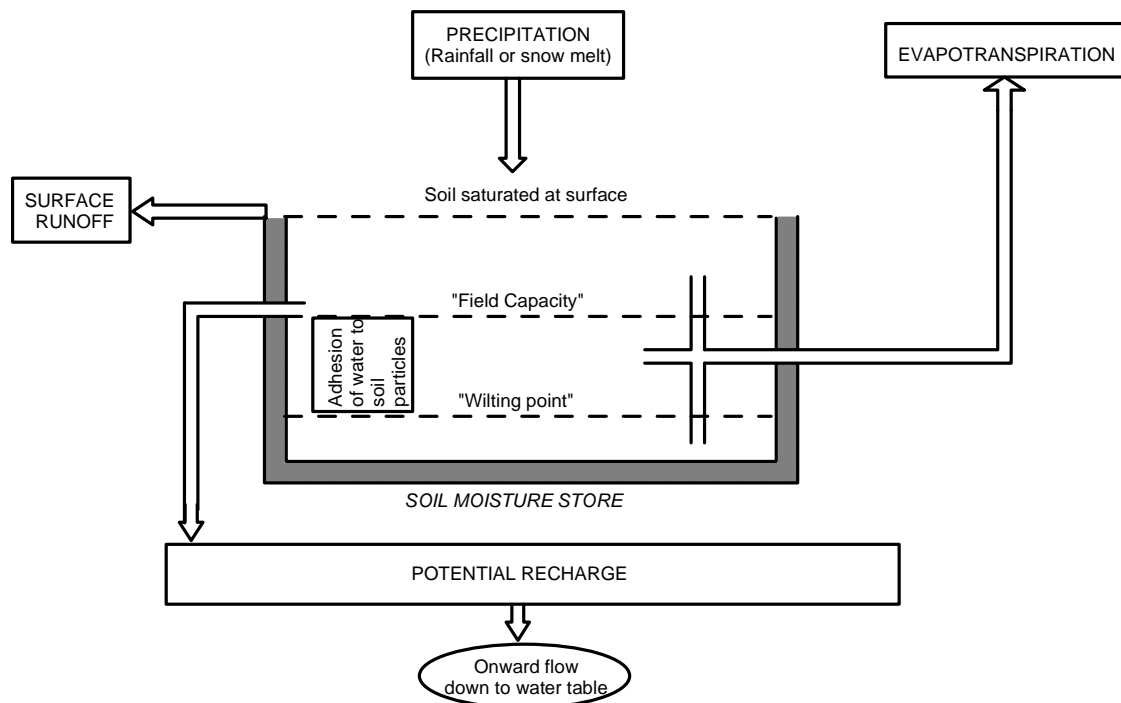 PRECIPITATION
(Rainfall or snow melt)
EVAPOTRANSPIRATION
Soil saturated at surface
SURFACE
RUNOFF
"Field Capacity"
Adhesion
of water to
soil
particles
"Wilting point"
SOIL MOISTURE STORE
POTENTIAL RECHARGE
Onward flow
down to water table